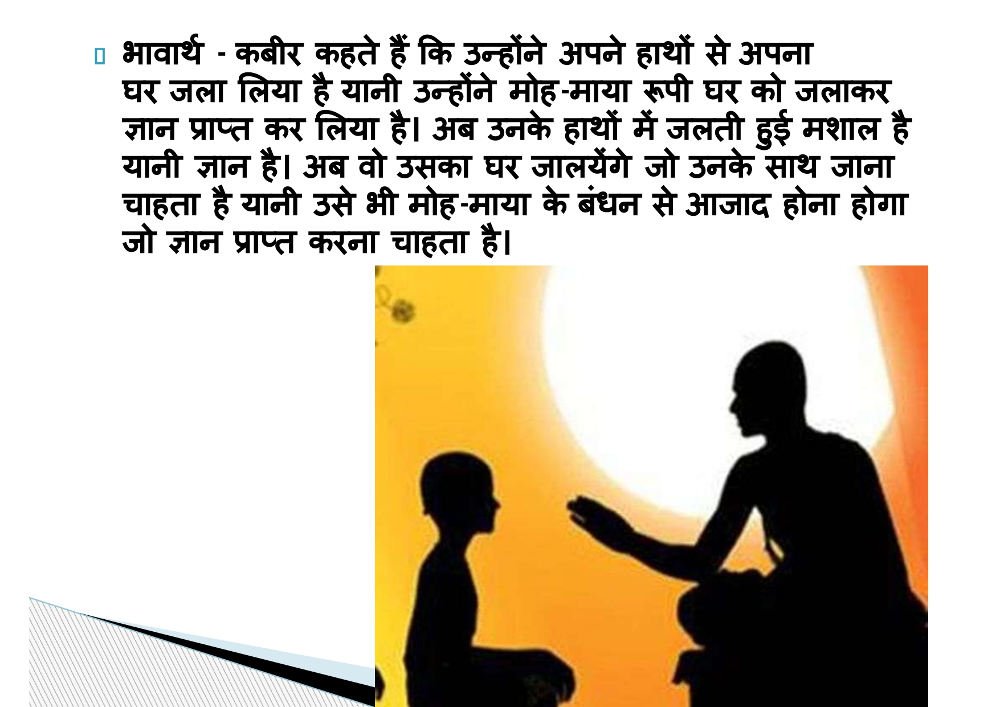 भावार्थ - कबीर कहते हैं कि उन्होंने अपने हाथों से अपना
घर जला लिया है यानी उन्होंने मोह-माया रूपी घर को जलाकर
ज्ञान प्राप्त कर लिया है। अब उनके हाथों में जलती हुई मशाल है
यानी ज्ञान है। अब वो उसका घर जालयेंगे जो उनके साथ जाना
चाहता है यानी उसे भी मोह-माया के बंधन से आजाद होना होगा
जो ज्ञान प्राप्त करना चाहता है।